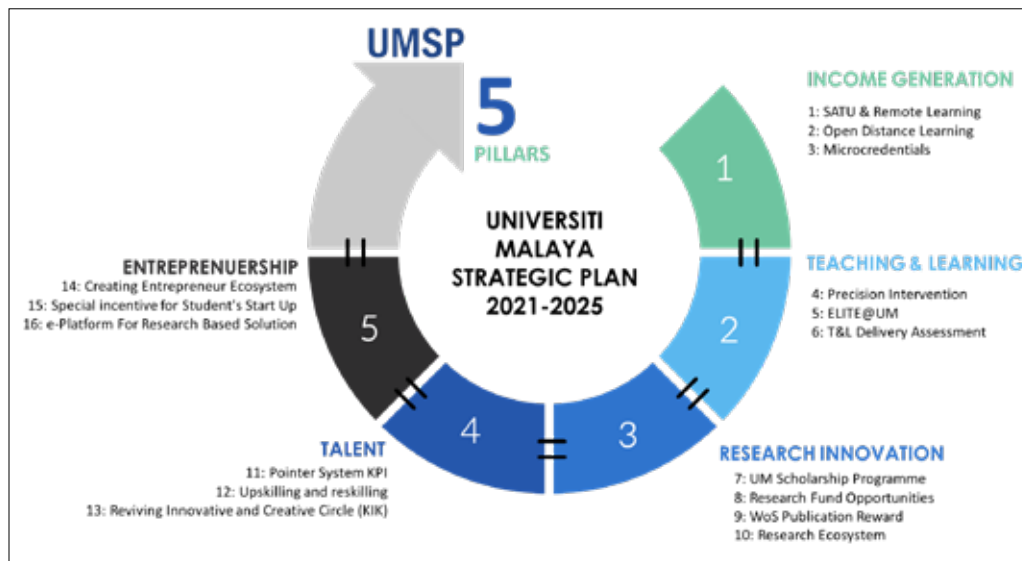 UMSP
5
PILLARS
UNIVERSITI
MALAYA
STRATEGIC PLAN
2021-2025
1
INCOME GENERATION
1: SATU & Remote Learning
2: Open Distance Learning
3: Microcredentials
2
TEACHING & LEARNING
4: Precision Intervention
5: ELITE@UM
6: T&L Delivery Assessment
3
RESEARCH INNOVATION
7: UM Scholarship Programme
8: Research Fund Opportunities
9: WoS Publication Reward
10: Research Ecosystem
4
TALENT
11: Pointer System KPI
12: Upskilling and reskilling
13: Reviving Innovative and Creative Circle (KIK)
5
ENTREPRENUERSHIP
14: Creating Entrepreneur Ecosystem
15: Special incentive for Student's Start Up
16: e-Platform For Research Based Solution